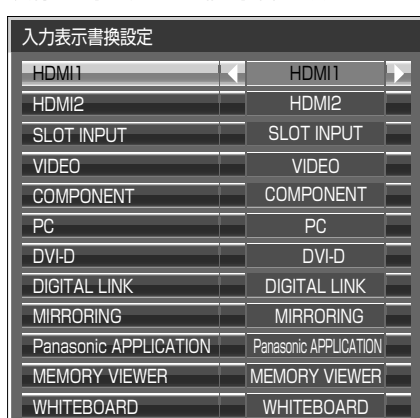 入力表示書換設定
HDMI1 HDMI1
HDMI2 HDMI2
SLOT INPUT SLOT INPUT
VIDEO VIDEO
COMPONENT COMPONENT
PC PC
DVI-D DVI-D
DIGITAL LINK DIGITAL LINK
MIRRORING MIRRORING
Panasonic APPLICATION Panasonic APPLICATION
MEMORY VIEWER MEMORY VIEWER
WHITEBOARD WHITEBOARD